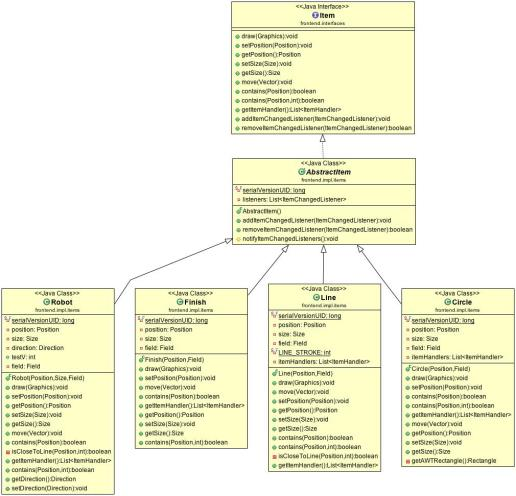 <<Java Interface>>
Item
frontend.interfaces
draw(Graphics):void
setPosition(Position):void
getPosition():Position
setSize(Size):void
getSize():Size
move(Vector):void
contains(Position):boolean
contains(Position,int):boolean
getItemHandler():List<ItemHandler>
addItemChangedListener(ItemChangedListener):void
removeItemChangedListener(ItemChangedListener):boolean
<<Java Class>>
AbstractItem
frontend.impl.items
serialVersionUID: long
listeners: List<ItemChangedListener>
AbstractItem()
addItemChangedListener(ItemChangedListener):void
removeItemChangedListener(ItemChangedListener):boolean
notifyItemChangedListeners():void
<<Java Class>>
Robot
frontend.impl.items
serialVersionUID: long
position: Position
size: Size
direction: Direction
testV: int
field: Field
Robot(Position,Size,Field)
draw(Graphics):void
setPosition(Position):void
getPosition():Position
setSize(Size):void
getSize():Size
move(Vector):void
contains(Position):boolean
isCloseToLine(Position,int):boolean
getItemHandler():List<ItemHandler>
contains(Position,int):boolean
getDirection():Direction
setDirection(Direction):void
<<Java Class>>
Finish
frontend.impl.items
serialVersionUID: long
position: Position
size: Size
field: Field
Finish(Position,Field)
draw(Graphics):void
setPosition(Position):void
move(Vector):void
contains(Position):boolean
getItemHandler():List<ItemHandler>
getPosition():Position
setSize(Size):void
getSize():Size
contains(Position,int):boolean
<<Java Class>>
Line
frontend.impl.items
serialVersionUID: long
position: Position
size: Size
field: Field
LINE_STROKE: int
itemHandlers: List<ItemHandler>
Line(Position,Field)
draw(Graphics):void
move(Vector):void
setPosition(Position):void
getPosition():Position
setSize(Size):void
getSize():Size
contains(Position):boolean
contains(Position,int):boolean
isCloseToLine(Position,int):boolean
getItemHandler():List<ItemHandler>
<<Java Class>>
Circle
frontend.impl.items
serialVersionUID: long
position: Position
size: Size
field: Field
itemHandlers: List<ItemHandler>
Circle(Position,Field)
draw(Graphics):void
setPosition(Position):void
contains(Position):boolean
contains(Position,int):boolean
getItemHandler():List<ItemHandler>
move(Vector):void
getPosition():Position
setSize(Size):void
getSize():Size
getAWTRectangle():Rectangle